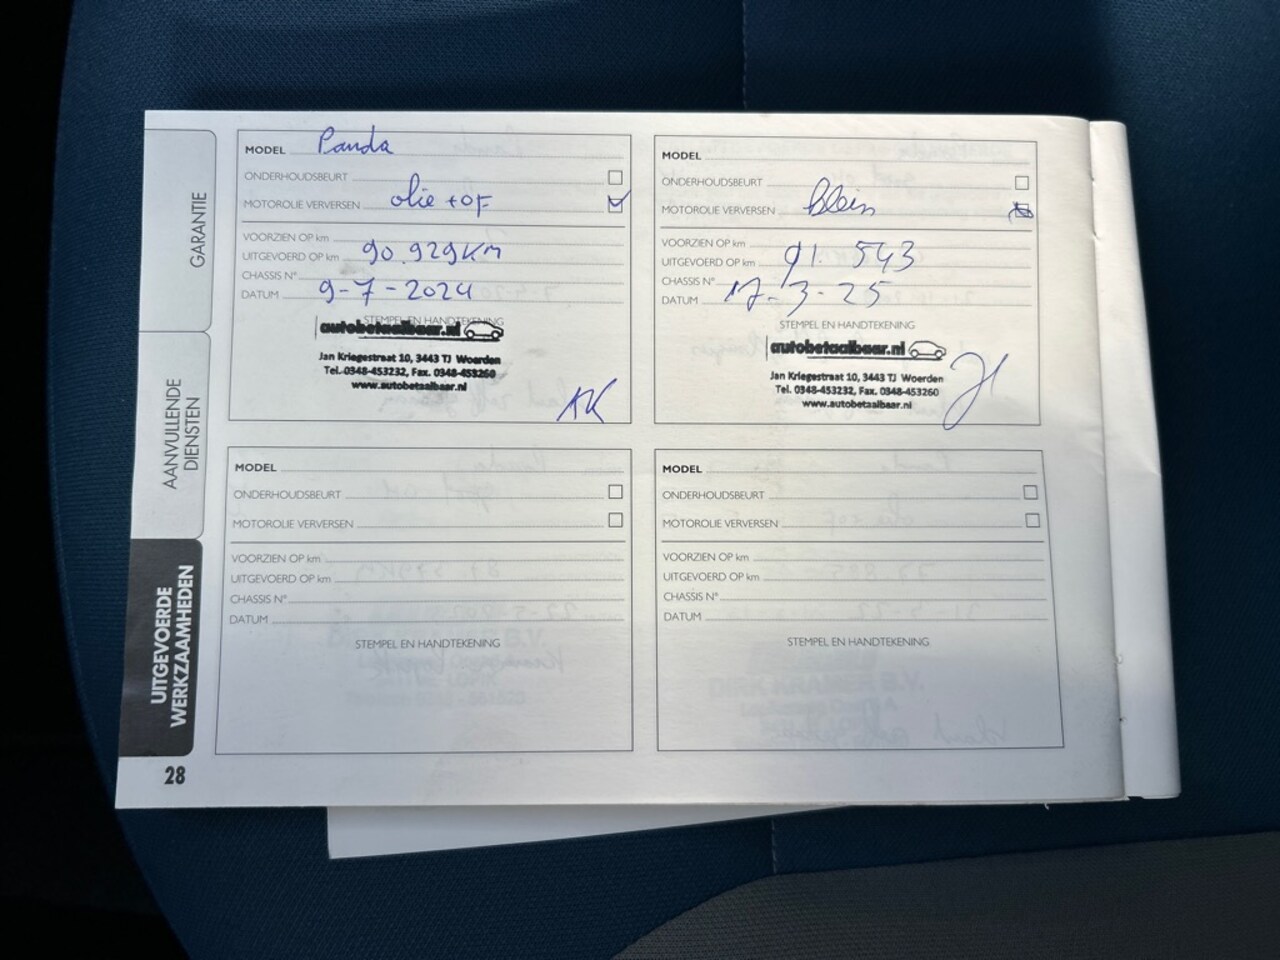 GARANTIE
AANVULLENDE
DIENSTEN
UITGEVOERDE
WERKZAAMHEDEN
28
MODEL Panda
ONDERHOUDSBEURT
MOTOROLIE VERVERSEN olie + OF
VOORZIEN OP km
UITGEVOERD OP km 90.929KM
CHASSIS N°
DATUM 9-7-2024
STEMPEL EN HANDTEKENING
autobetaalbaar.nl
Jan Kriegestraat 10, 3443 TJ Woerden
Tel. 0348-453232, Fax. 0348-453260
www.autobetaalbaar.nl
AK
MODEL
ONDERHOUDSBEURT
MOTOROLIE VERVERSEN klein
VOORZIEN OP km
UITGEVOERD OP km 91.543
CHASSIS N°
DATUM 17-3-25
STEMPEL EN HANDTEKENING
autobetaalbaar.nl
Jan Kriegestraat 10, 3443 TJ Woerden
Tel. 0348-453232, Fax. 0348-453260
www.autobetaalbaar.nl
MODEL
ONDERHOUDSBEURT
MOTOROLIE VERVERSEN
VOORZIEN OP km
UITGEVOERD OP km
CHASSIS N°
DATUM
STEMPEL EN HANDTEKENING
MODEL
ONDERHOUDSBEURT
MOTOROLIE VERVERSEN
VOORZIEN OP km
UITGEVOERD OP km
CHASSIS N°
DATUM
STEMPEL EN HANDTEKENING